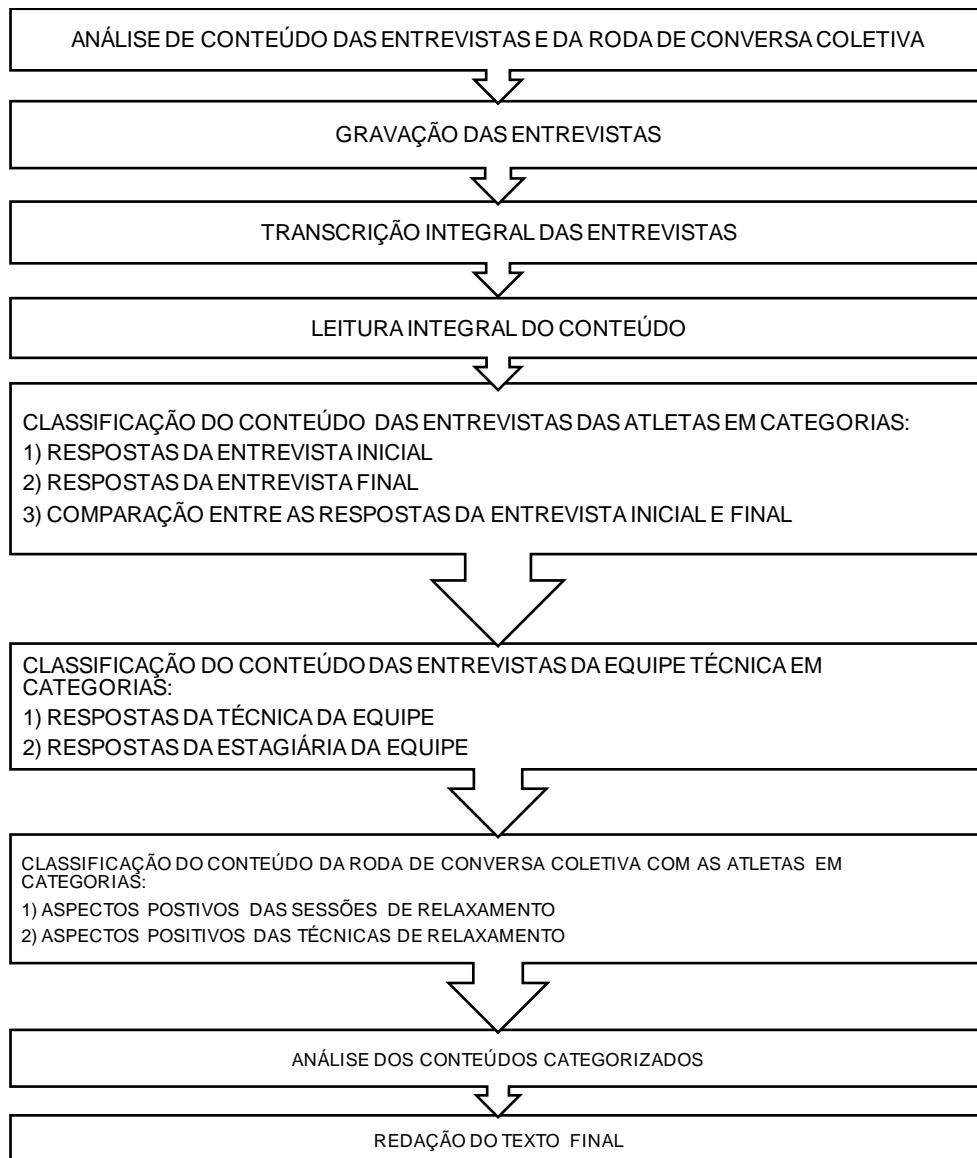 ANÁLISE DE CONTEÚDO DAS ENTREVISTAS E DA RODA DE CONVERSA COLETIVA
GRAVAÇÃO DAS ENTREVISTAS
TRANSCRIÇÃO INTEGRAL DAS ENTREVISTAS
LEITURA INTEGRAL DO CONTEÚDO
CLASSIFICAÇÃO DO CONTEÚDO DAS ENTREVISTAS DAS ATLETAS EM CATEGORIAS:
1) RESPOSTAS DA ENTREVISTA INICIAL
2) RESPOSTAS DA ENTREVISTA FINAL
3) COMPARAÇÃO ENTRE AS RESPOSTAS DA ENTREVISTA INICIAL E FINAL
CLASSIFICAÇÃO DO CONTEÚDO DAS ENTREVISTAS DA EQUIPE TÉCNICA EM
CATEGORIAS:
1) RESPOSTAS DA TÉCNICA DA EQUIPE
2) RESPOSTAS DA ESTAGIÁRIA DA EQUIPE
CLASSIFICAÇÃO DO CONTEÚDO DA RODA DE CONVERSA COLETIVA COM AS ATLETAS EM
CATEGORIAS:
1) ASPECTOS POSTIVOS DAS SESSÕES DE RELAXAMENTO
2) ASPECTOS POSITIVOS DAS TÉCNICAS DE RELAXAMENTO
ANÁLISE DOS CONTEÚDOS CATEGORIZADOS
REDAÇÃO DO TEXTO FINAL